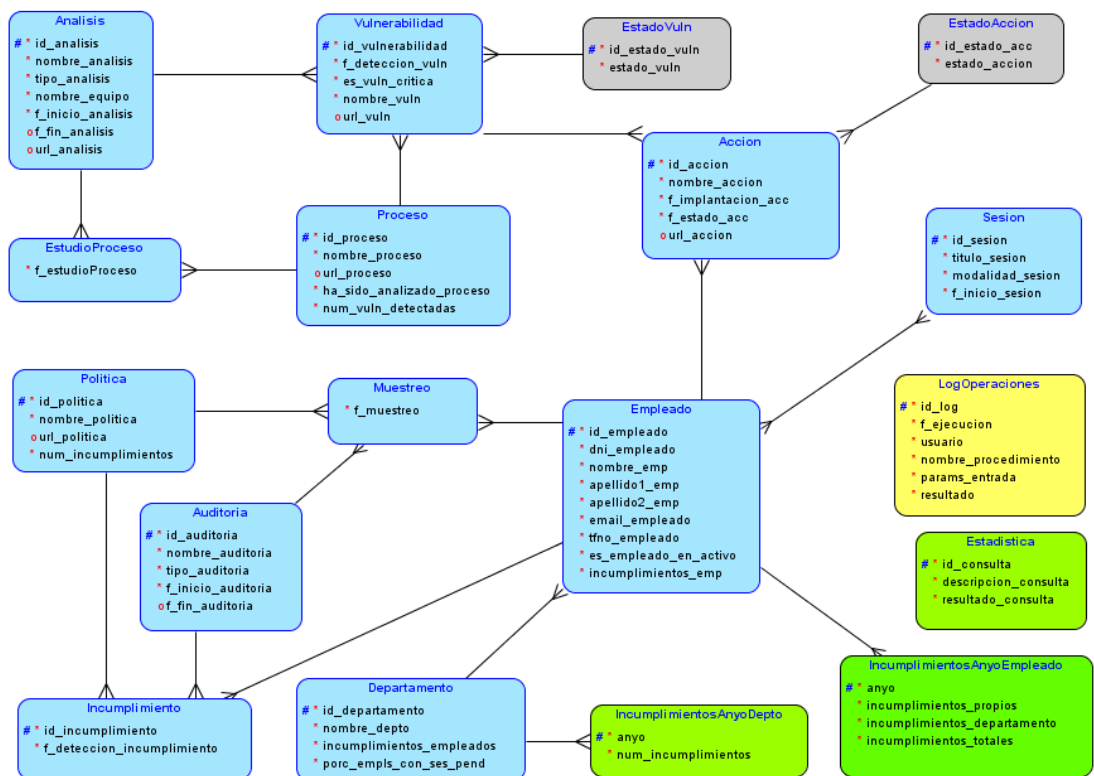 Analisis
# * id_analisis
* nombre_analisis
* tipo_analisis
* nombre_equipo
* f_inicio_analisis
o f_fin_analisis
o url_analisis
Vulnerabilidad
# * id_vulnerabilidad
* f_deteccion_vuln
* es_vuln_critica
* nombre_vuln
o url_vuln
EstadoVuln
# * id_estado_vuln
* estado_vuln
EstadoAccion
# * id_estado_acc
* estado_accion
Accion
# * id_accion
* nombre_accion
* f_implantacion_acc
* f_estado_acc
o url_accion
EstudioProceso
* f_estudioProceso
Proceso
# * id_proceso
* nombre_proceso
o url_proceso
* ha_sido_analizado_proceso
* num_vuln_detectadas
Sesion
# * id_sesion
* titulo_sesion
* modalidad_sesion
* f_inicio_sesion
Politica
# * id_politica
* nombre_politica
o url_politica
* num_incumplimientos
Muestreo
* f_muestreo
Empleado
# * id_empleado
* dni_empleado
* nombre_emp
* apellido1_emp
* apellido2_emp
* email_empleado
* tfno_empleado
* es_empleado_en_activo
* incumplimientos_emp
LogOperaciones
# * id_log
* f_ejecucion
* usuario
* nombre_procedimiento
* params_entrada
* resultado
Auditoria
# * id_auditoria
* nombre_auditoria
* tipo_auditoria
* f_inicio_auditoria
o f_fin_auditoria
Estadistica
# * id_consulta
* descripcion_consulta
* resultado_consulta
Incumplimiento
# * id_incumplimiento
* f_deteccion_incumplimiento
Departamento
# * id_departamento
* nombre_depto
* incumplimientos_empleados
* porc_empls_con_ses_pend
IncumplimientosAnyoDepto
# * anyo
* num_incumplimientos
IncumplimientosAnyoEmpleado
# * anyo
* incumplimientos_propios
* incumplimientos_departamento
* incumplimientos_totales